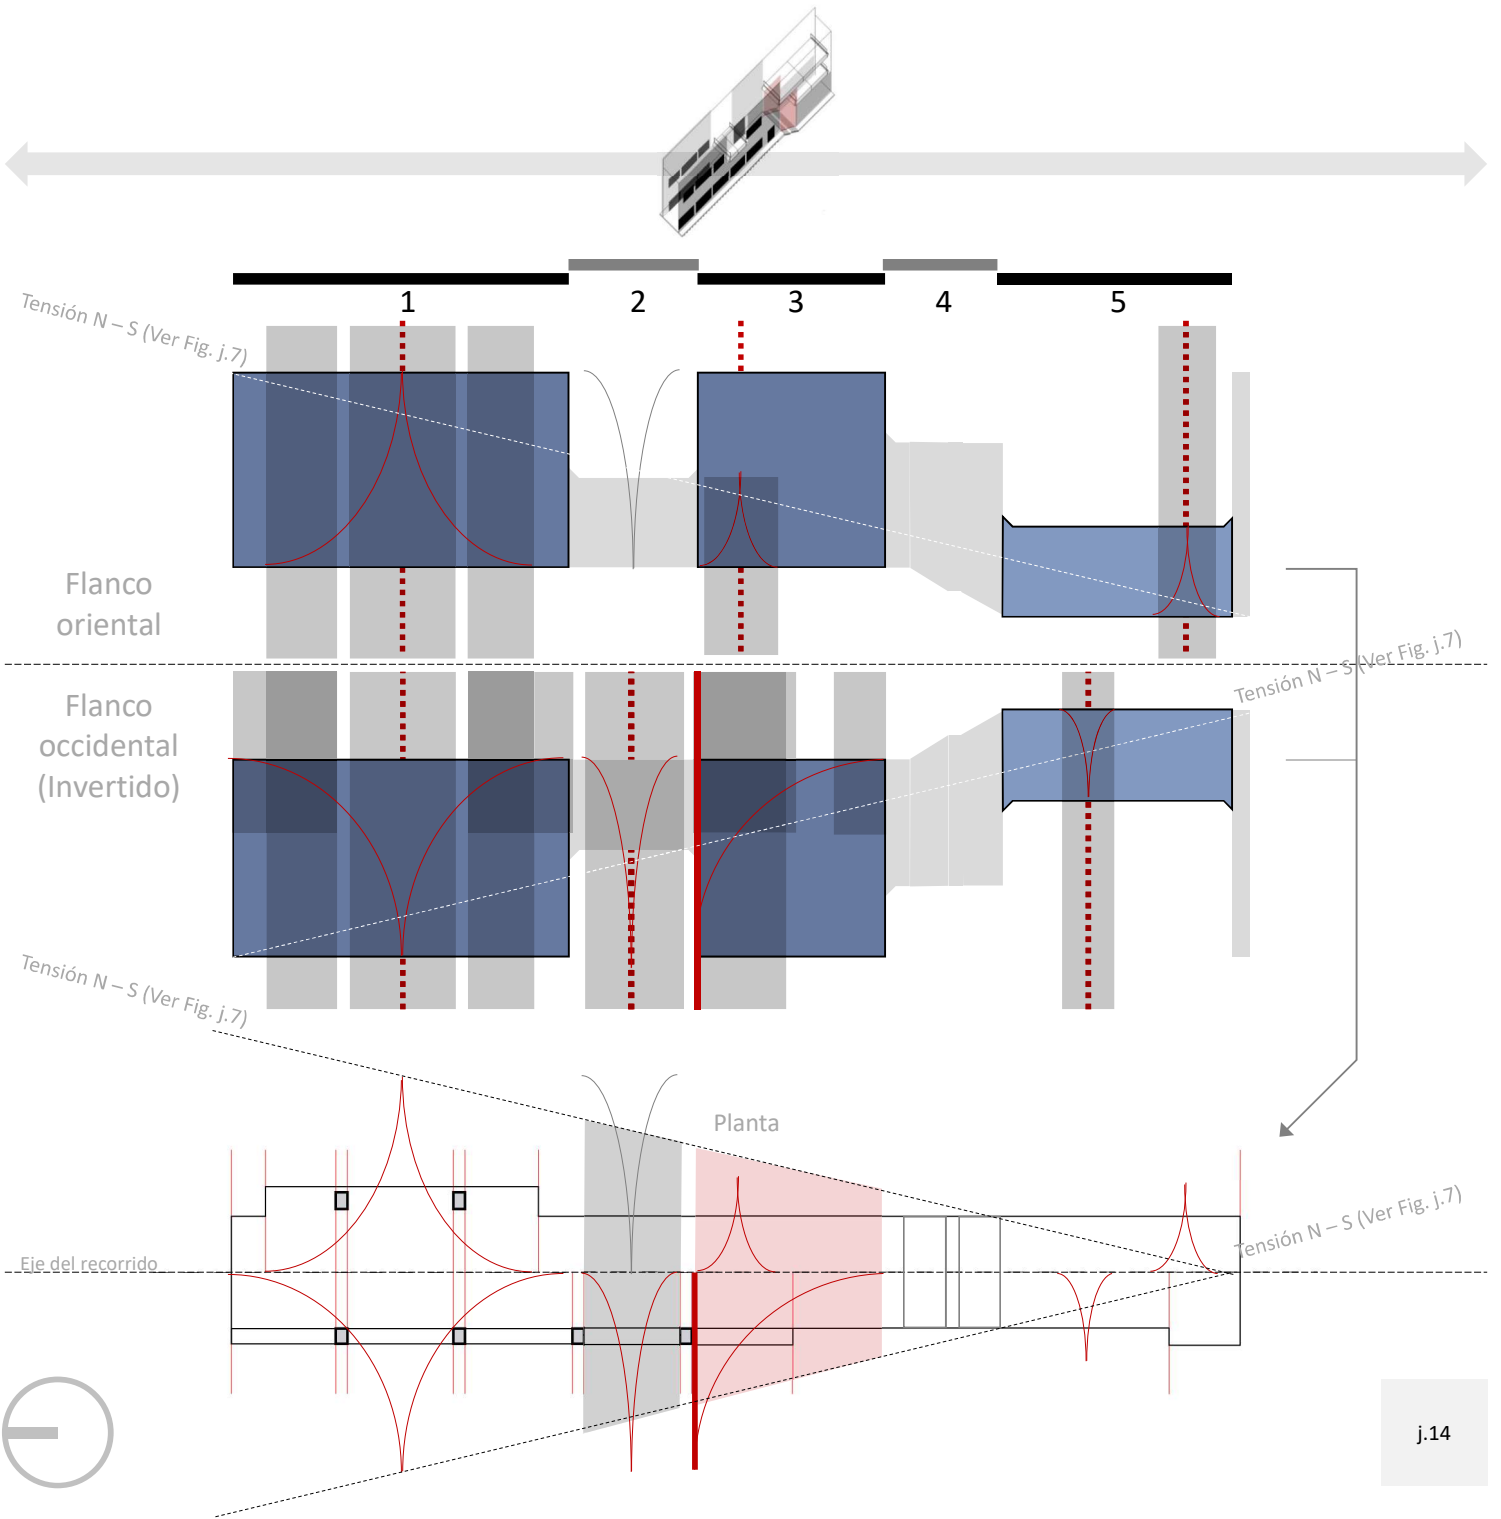 1
2
3
4
5
Tensión N – S (Ver Fig. j.7)
Flanco
oriental
Tensión N – S (Ver Fig. j.7)
Flanco
occidental
(Invertido)
Tensión N – S (Ver Fig. j.7)
Planta
Tensión N – S (Ver Fig. j.7)
Eje del recorrido
j.14